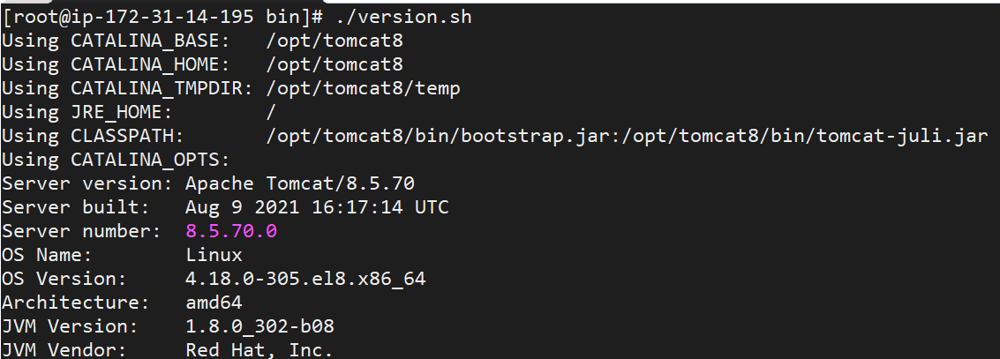 [root@ip-172-31-14-195 bin]# ./version.sh
Using CATALINA_BASE:   /opt/tomcat8
Using CATALINA_HOME:   /opt/tomcat8
Using CATALINA_TMPDIR: /opt/tomcat8/temp
Using JRE_HOME:        /
Using CLASSPATH:       /opt/tomcat8/bin/bootstrap.jar:/opt/tomcat8/bin/tomcat-juli.jar
Using CATALINA_OPTS:
Server version: Apache Tomcat/8.5.70
Server built:   Aug 9 2021 16:17:14 UTC
Server number:  8.5.70.0
OS Name:        Linux
OS Version:     4.18.0-305.el8.x86_64
Architecture:   amd64
JVM Version:    1.8.0_302-b08
JVM Vendor:     Red Hat, Inc.